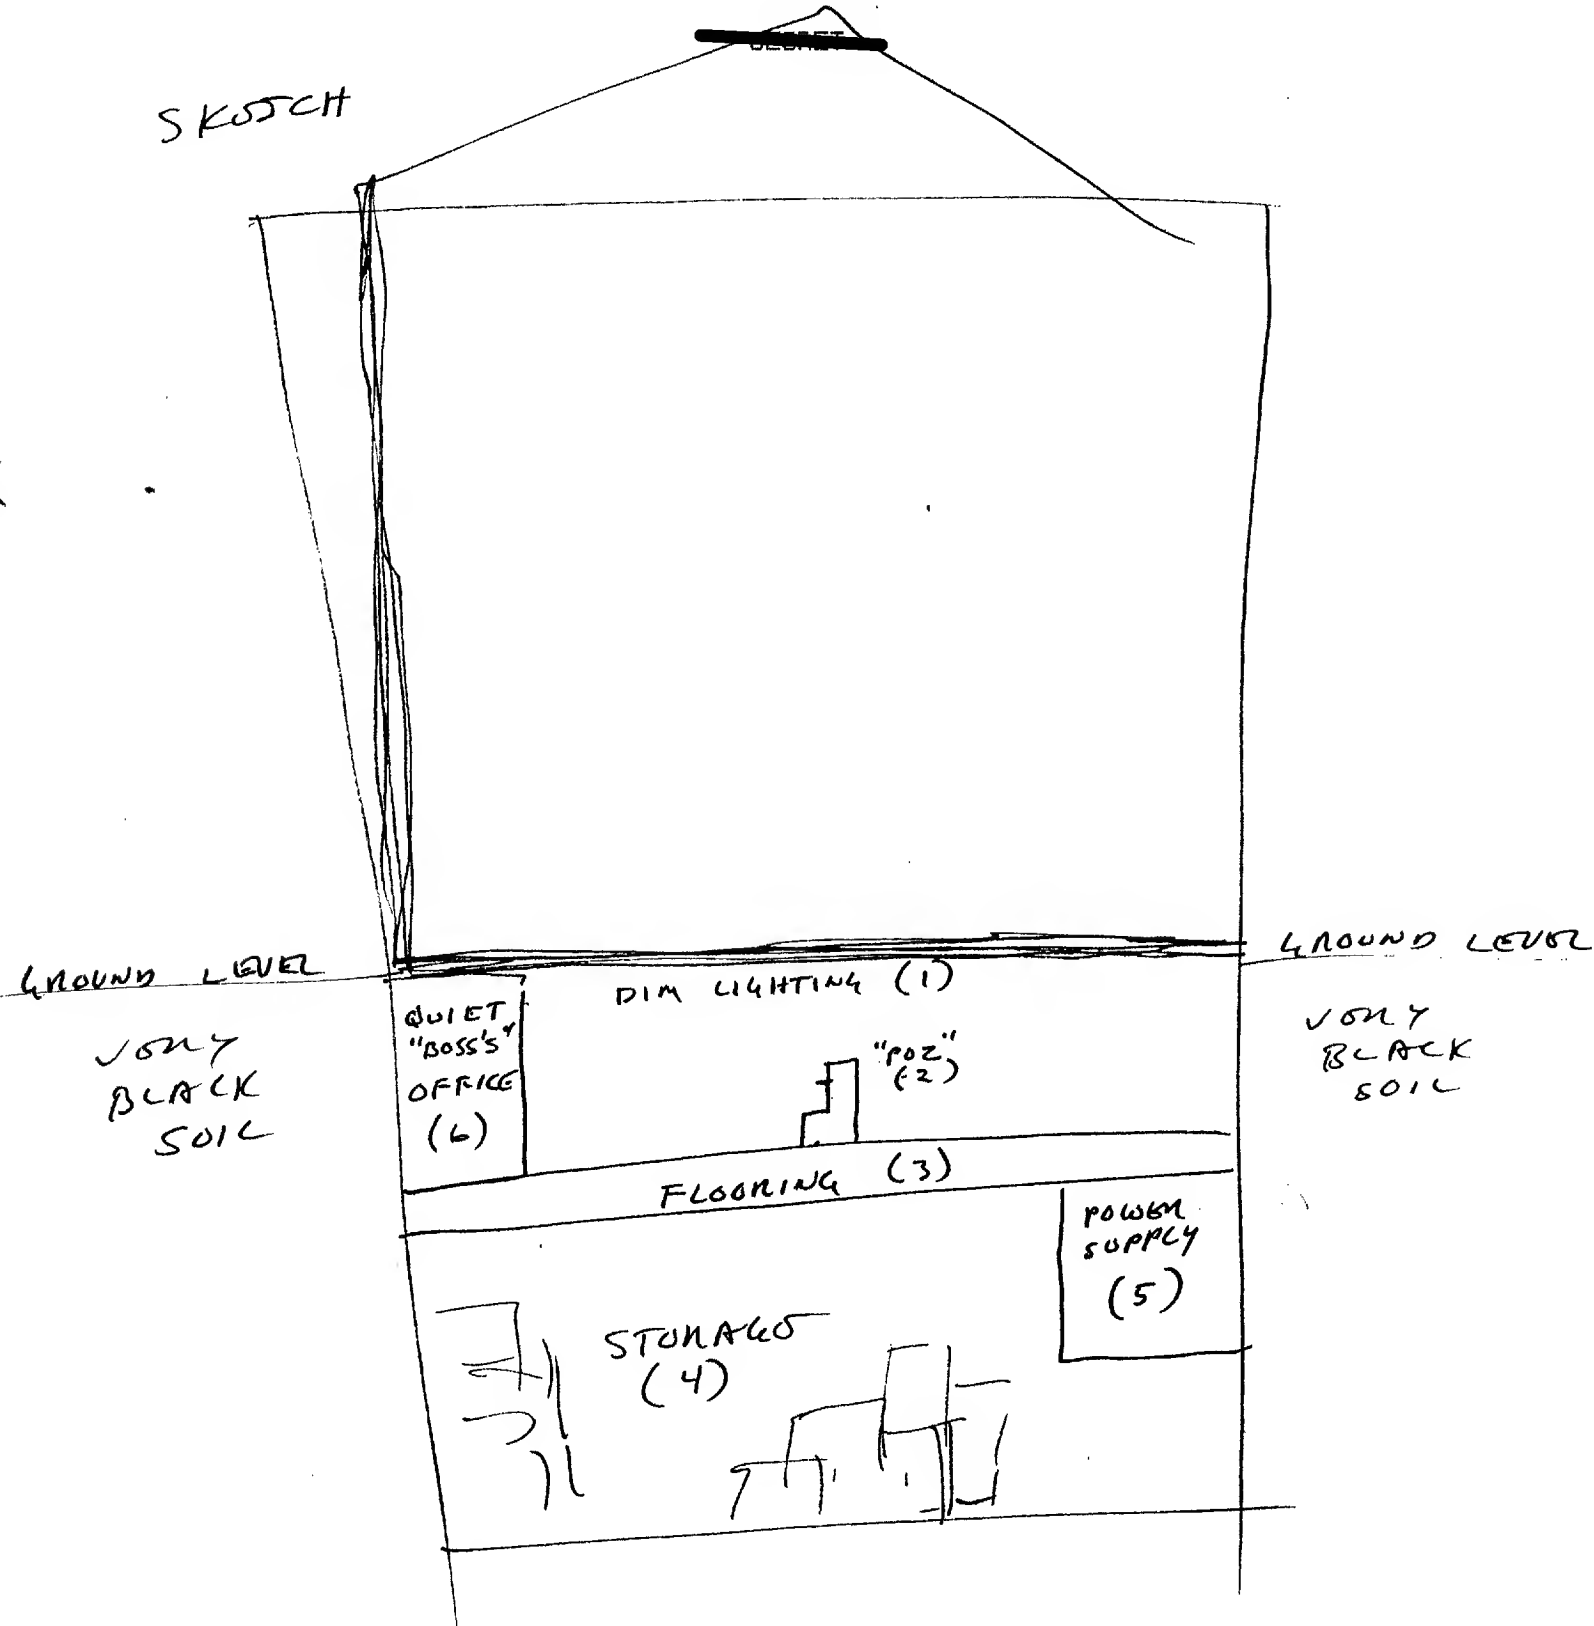 SECRET
SKETCH
GROUND LEVEL
GROUND LEVEL
DIM LIGHTING (1)
QUIET
"BOSS'S"
OFFICE
(6)
"POZ"
(2)
VERY
BLACK
SOIL
VERY
BLACK
SOIL
FLOORING (3)
POWER
SUPPLY
(5)
STORAGE
(4)